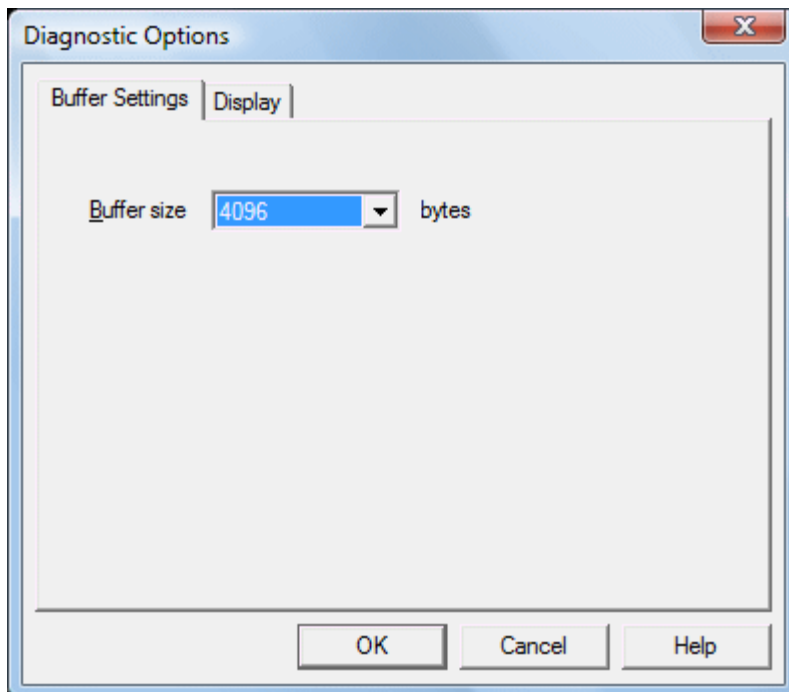 Diagnostic Options
Buffer Settings Display
Buffer size 4096 bytes
OK Cancel Help